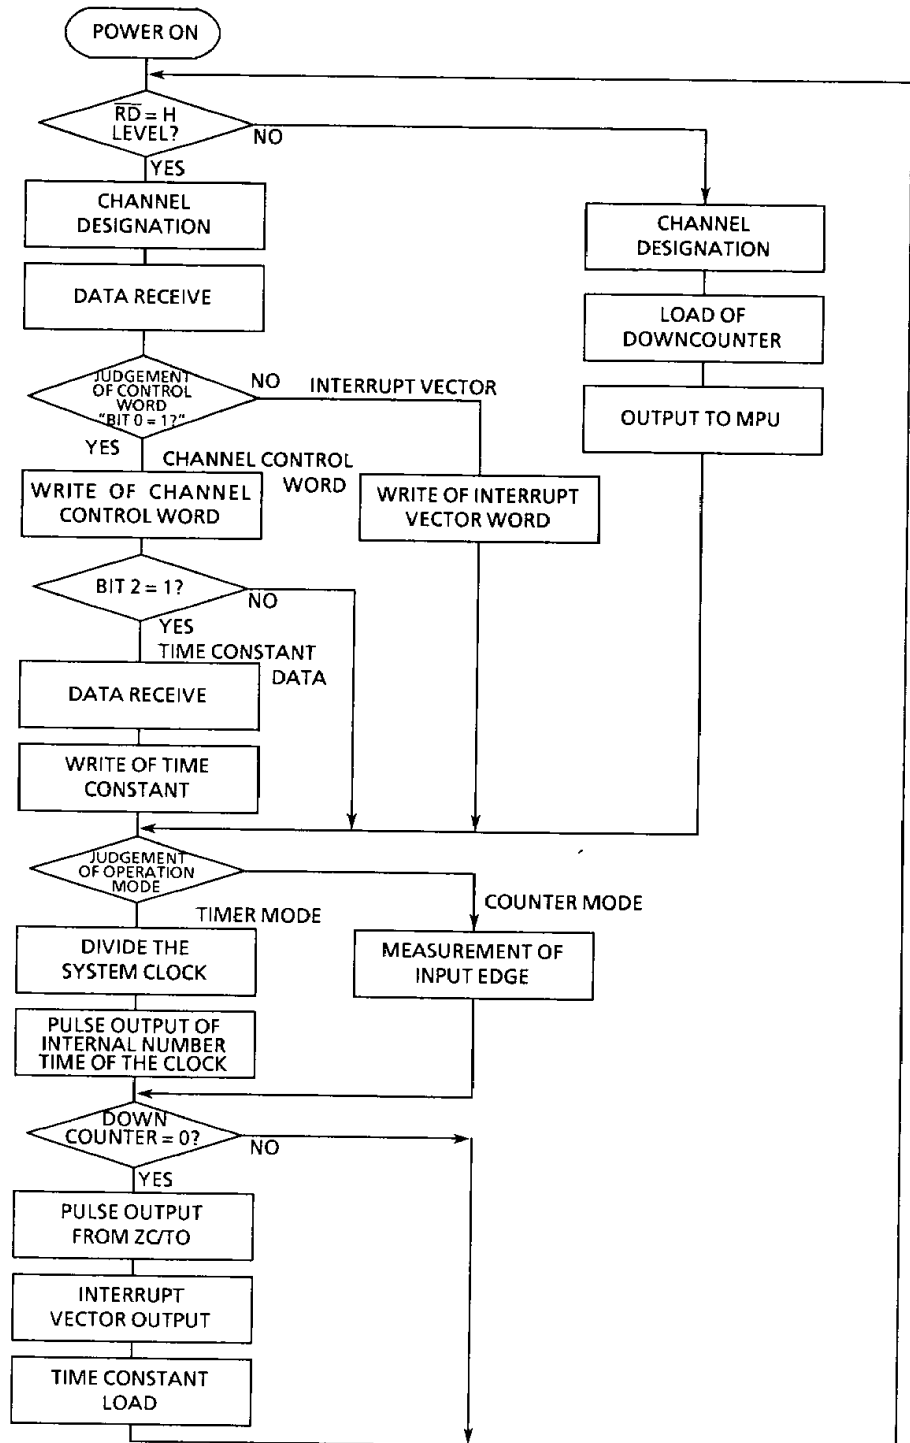 POWER ON
RD = H
LEVEL?
NO
YES
CHANNEL
DESIGNATION
CHANNEL
DESIGNATION
DATA RECEIVE
LOAD OF
DOWNCOUNTER
JUDGEMENT
OF CONTROL
WORD
"BIT 0 = 1?"
NO
INTERRUPT VECTOR
OUTPUT TO MPU
YES
CHANNEL CONTROL
WORD
WRITE OF CHANNEL
CONTROL WORD
WRITE OF INTERRUPT
VECTOR WORD
BIT 2 = 1?
NO
YES
TIME CONSTANT
DATA
DATA RECEIVE
WRITE OF TIME
CONSTANT
JUDGEMENT
OF OPERATION
MODE
COUNTER MODE
TIMER MODE
DIVIDE THE
SYSTEM CLOCK
MEASUREMENT OF
INPUT EDGE
PULSE OUTPUT OF
INTERNAL NUMBER
TIME OF THE CLOCK
DOWN
COUNTER = 0?
NO
YES
PULSE OUTPUT
FROM ZC/TO
INTERRUPT
VECTOR OUTPUT
TIME CONSTANT
LOAD